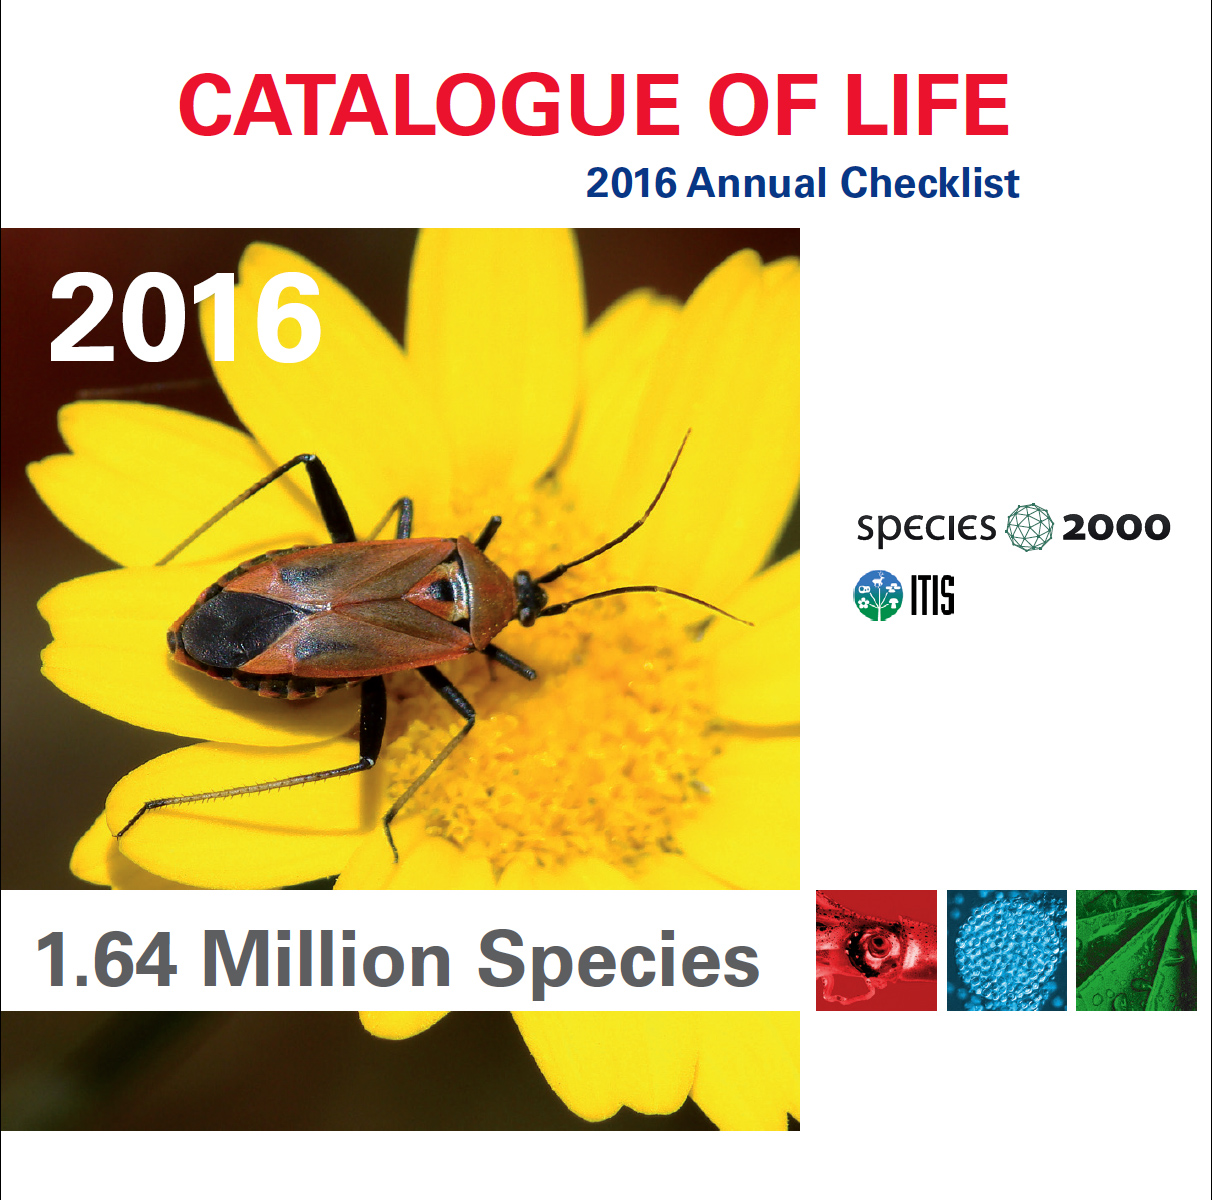 CATALOGUE OF LIFE
2016 Annual Checklist
2016
species 2000
ITIS
1.64 Million Species